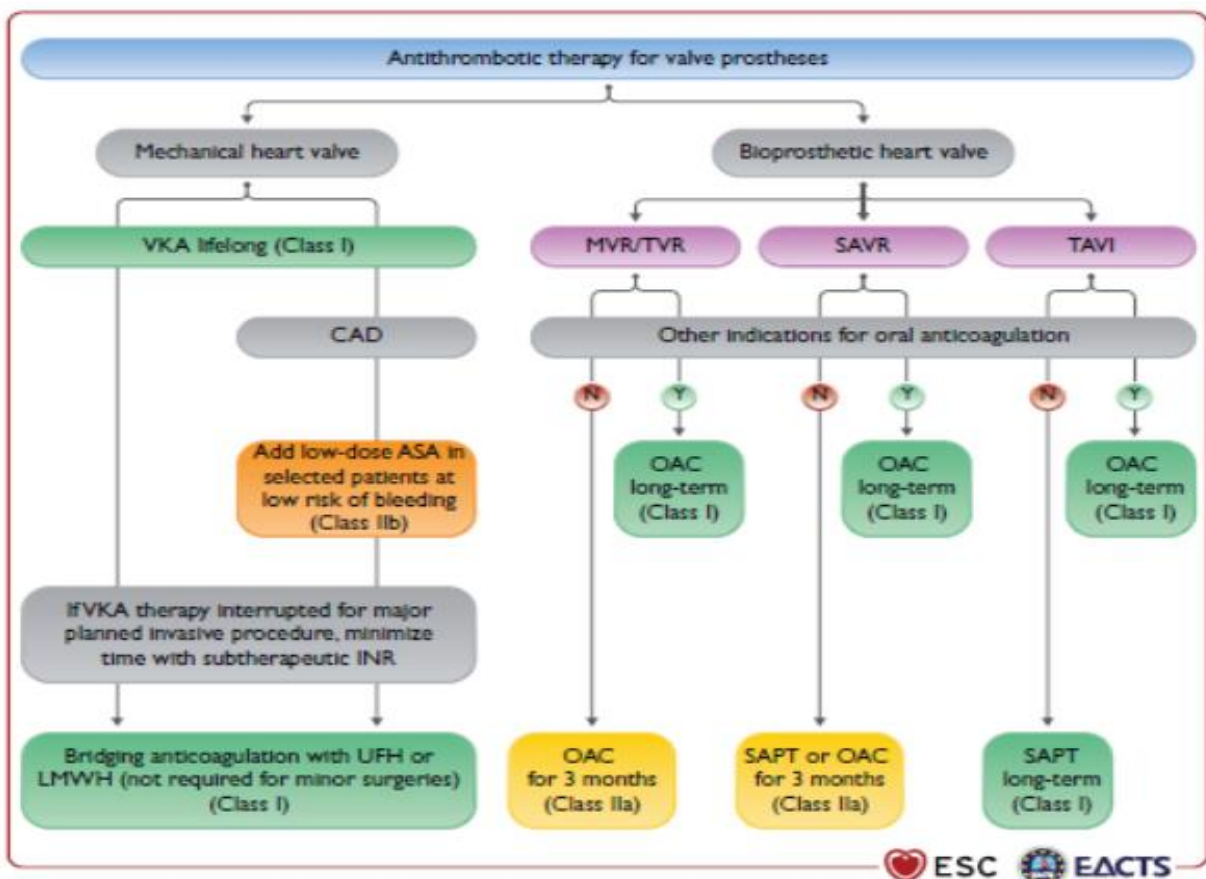 Antithrombotic therapy for valve prostheses
Mechanical heart valve
Bioprosthetic heart valve
VKA lifelong (Class I)
MVR/TVR
SAVR
TAVI
CAD
Other indications for oral anticoagulation
N
Y
N
Y
N
Y
Add low-dose ASA in
selected patients at
low risk of bleeding
(Class IIb)
OAC
long-term
(Class I)
OAC
long-term
(Class I)
OAC
long-term
(Class I)
If VKA therapy interrupted for major
planned invasive procedure, minimize
time with subtherapeutic INR
Bridging anticoagulation with UFH or
LMWH (not required for minor surgeries)
(Class I)
OAC
for 3 months
(Class IIa)
SAPT or OAC
for 3 months
(Class IIa)
SAPT
long-term
(Class I)
ESC
EACTS